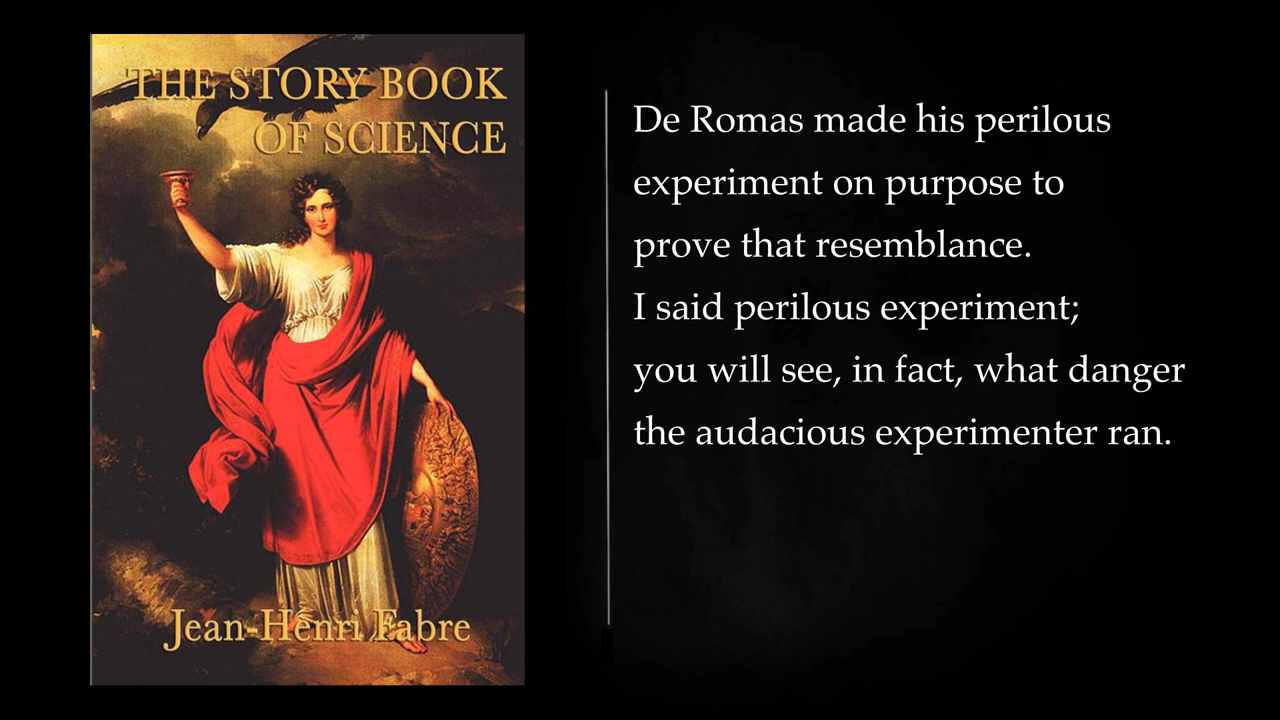 THE STORY BOOK
OF SCIENCE
Jean-Henri Fabre
De Romas made his perilous
experiment on purpose to
prove that resemblance.
I said perilous experiment;
you will see, in fact, what danger
the audacious experimenter ran.